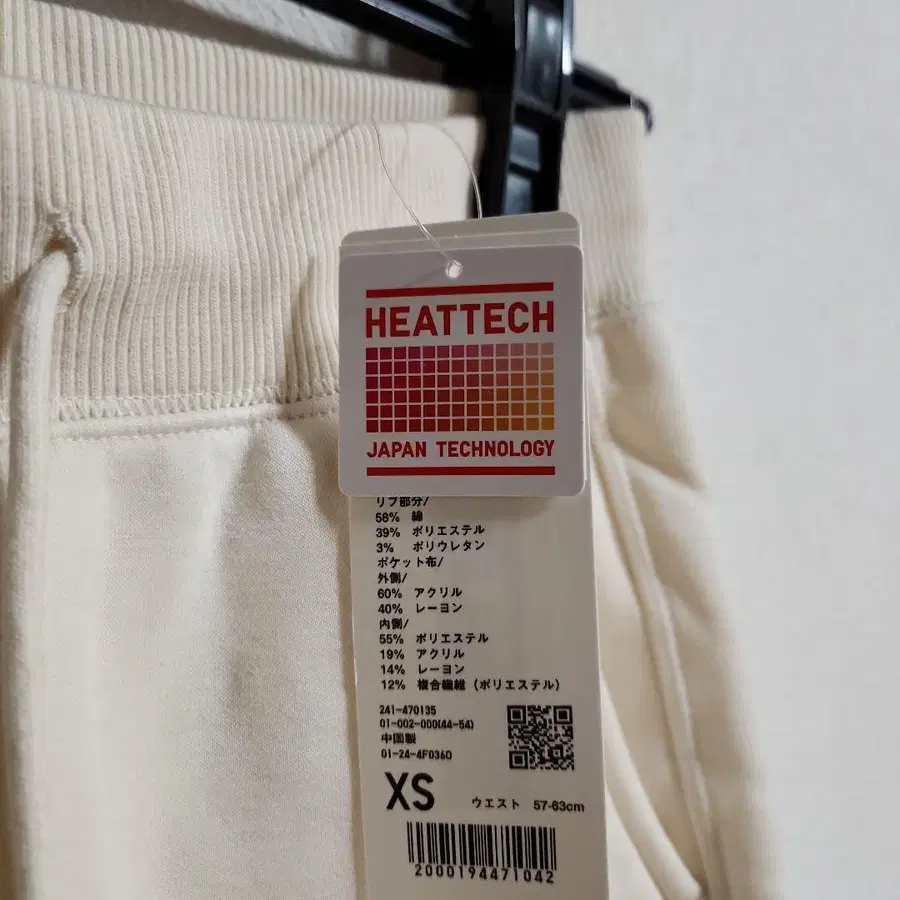 HEATTECH
JAPAN TECHNOLOGY
リブ部分/
58% 綿
39% ポリエステル
3% ポリウレタン
ポケット布/
外側/
60% アクリル
40% レーヨン
内側/
55% ポリエステル
19% アクリル
14% レーヨン
12% 複合繊維 (ポリエステル)
241-470135
01-002-000(44-54)
中国製
01-24-4F0360
XS ウエスト 57-63cm
2000194471042